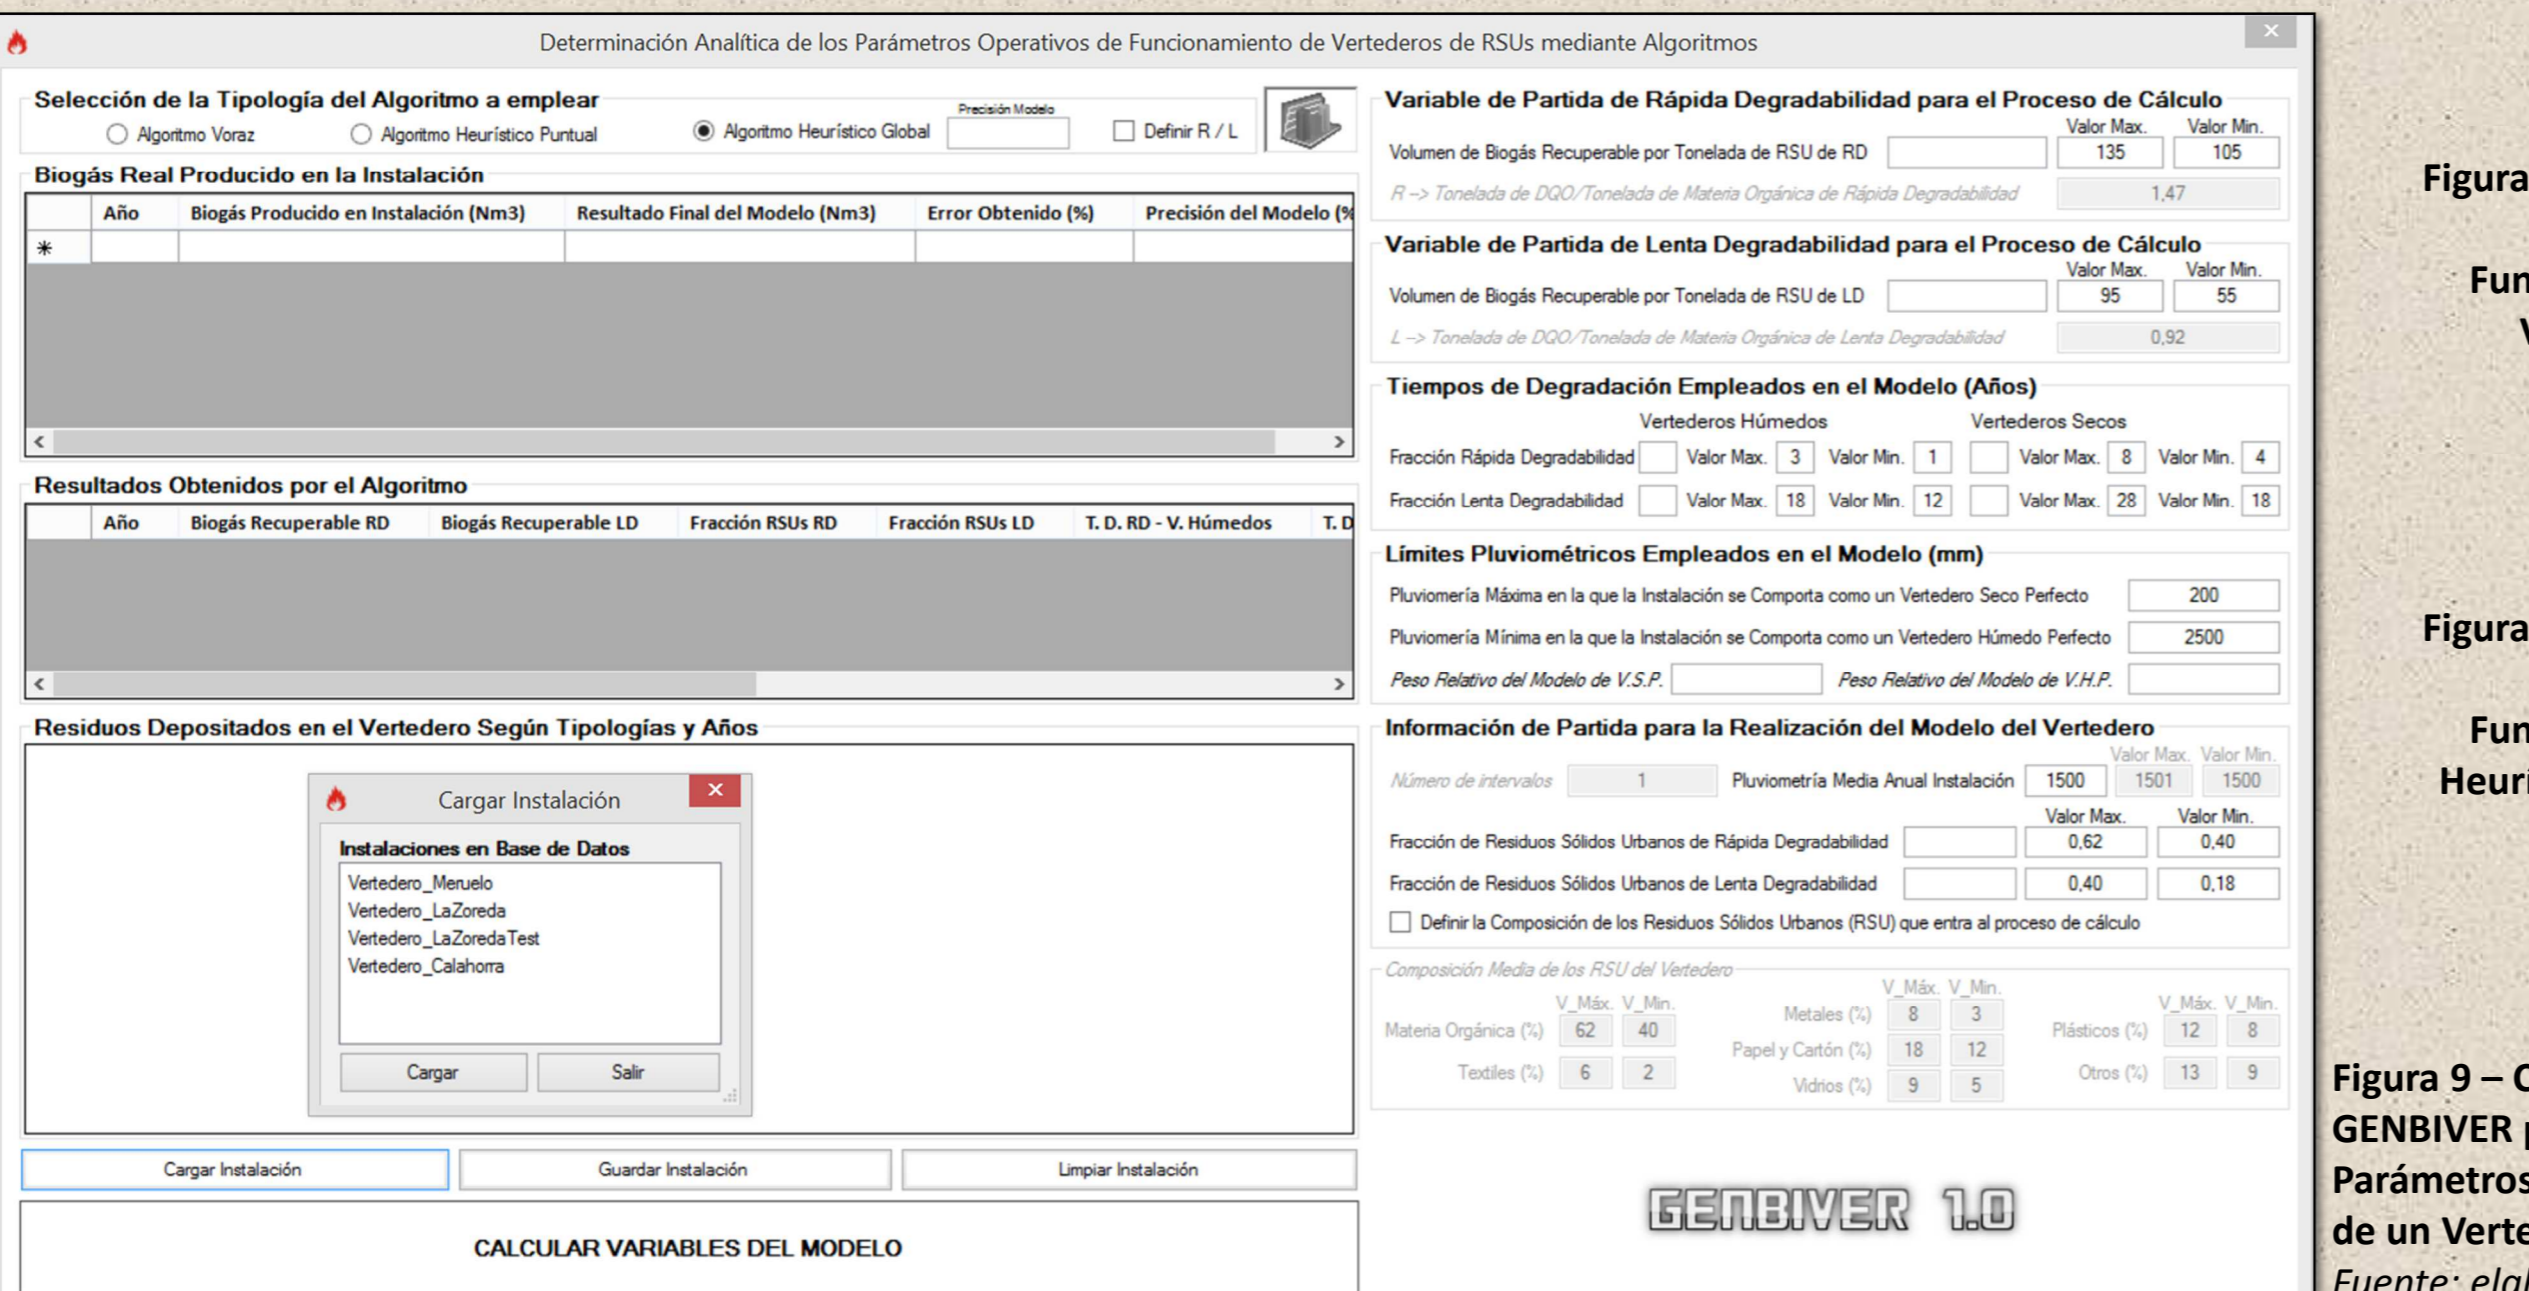 Determinación Analítica de los Parámetros Operativos de Funcionamiento de Vertederos de RSUs mediante Algoritmos
Selección de la Tipología del Algoritmo a emplear
Precisión Modelo
Algoritmo Voraz Algoritmo Heurístico Puntual Algoritmo Heurístico Global Definir R / L
Biogás Real Producido en la Instalación
Año Biogás Producido en Instalación (Nm3) Resultado Final del Modelo (Nm3) Error Obtenido (%) Precisión del Modelo (%
Resultados Obtenidos por el Algoritmo
Año Biogás Recuperable RD Biogás Recuperable LD Fracción RSUs RD Fracción RSUs LD T. D. RD - V. Húmedos T. D
Residuos Depositados en el Vertedero Según Tipologías y Años
Cargar Instalación
Instalaciones en Base de Datos
Vertedero_Meruelo
Vertedero_LaZoreda
Vertedero_LaZoredaTest
Vertedero_Calahorra
Cargar Salir
Cargar Instalación Guardar Instalación Limpiar Instalación
CALCULAR VARIABLES DEL MODELO
Variable de Partida de Rápida Degradabilidad para el Proceso de Cálculo
Valor Max. Valor Min.
Volumen de Biogás Recuperable por Tonelada de RSU de RD 135 105
R --> Tonelada de DQO/Tonelada de Materia Orgánica de Rápida Degradabilidad 1,47
Variable de Partida de Lenta Degradabilidad para el Proceso de Cálculo
Valor Max. Valor Min.
Volumen de Biogás Recuperable por Tonelada de RSU de LD 95 55
L --> Tonelada de DQO/Tonelada de Materia Orgánica de Lenta Degradabilidad 0,92
Tiempos de Degradación Empleados en el Modelo (Años)
Vertederos Húmedos Vertederos Secos
Fracción Rápida Degradabilidad Valor Max. 3 Valor Min. 1 Valor Max. 8 Valor Min. 4
Fracción Lenta Degradabilidad Valor Max. 18 Valor Min. 12 Valor Max. 28 Valor Min. 18
Límites Pluviométricos Empleados en el Modelo (mm)
Pluviomería Máxima en la que la Instalación se Comporta como un Vertedero Seco Perfecto 200
Pluviomería Mínima en la que la Instalación se Comporta como un Vertedero Húmedo Perfecto 2500
Peso Relativo del Modelo de V.S.P. Peso Relativo del Modelo de V.H.P.
Información de Partida para la Realización del Modelo del Vertedero
Valor Max. Valor Min.
Número de intervalos 1 Pluviometría Media Anual Instalación 1500 1501 1500
Valor Max. Valor Min.
Fracción de Residuos Sólidos Urbanos de Rápida Degradabilidad 0,62 0,40
Fracción de Residuos Sólidos Urbanos de Lenta Degradabilidad 0,40 0,18
Definir la Composición de los Residuos Sólidos Urbanos (RSU) que entra al proceso de cálculo
Composición Media de los RSU del Vertedero
V_Máx. V_Min. V_Máx. V_Min. V_Máx. V_Min.
Materia Orgánica (%) 62 40 Metales (%) 8 3 Plásticos (%) 12 8
Papel y Cartón (%) 18 12
Textiles (%) 6 2 Vidrios (%) 9 5 Otros (%) 13 9
GENBIVER 1.0
Figura
Fun
V
Figura
Fun
Heurí
Figura 9 – C
GENBIVER p
Parámetros
de un Verte
Fuente: elal